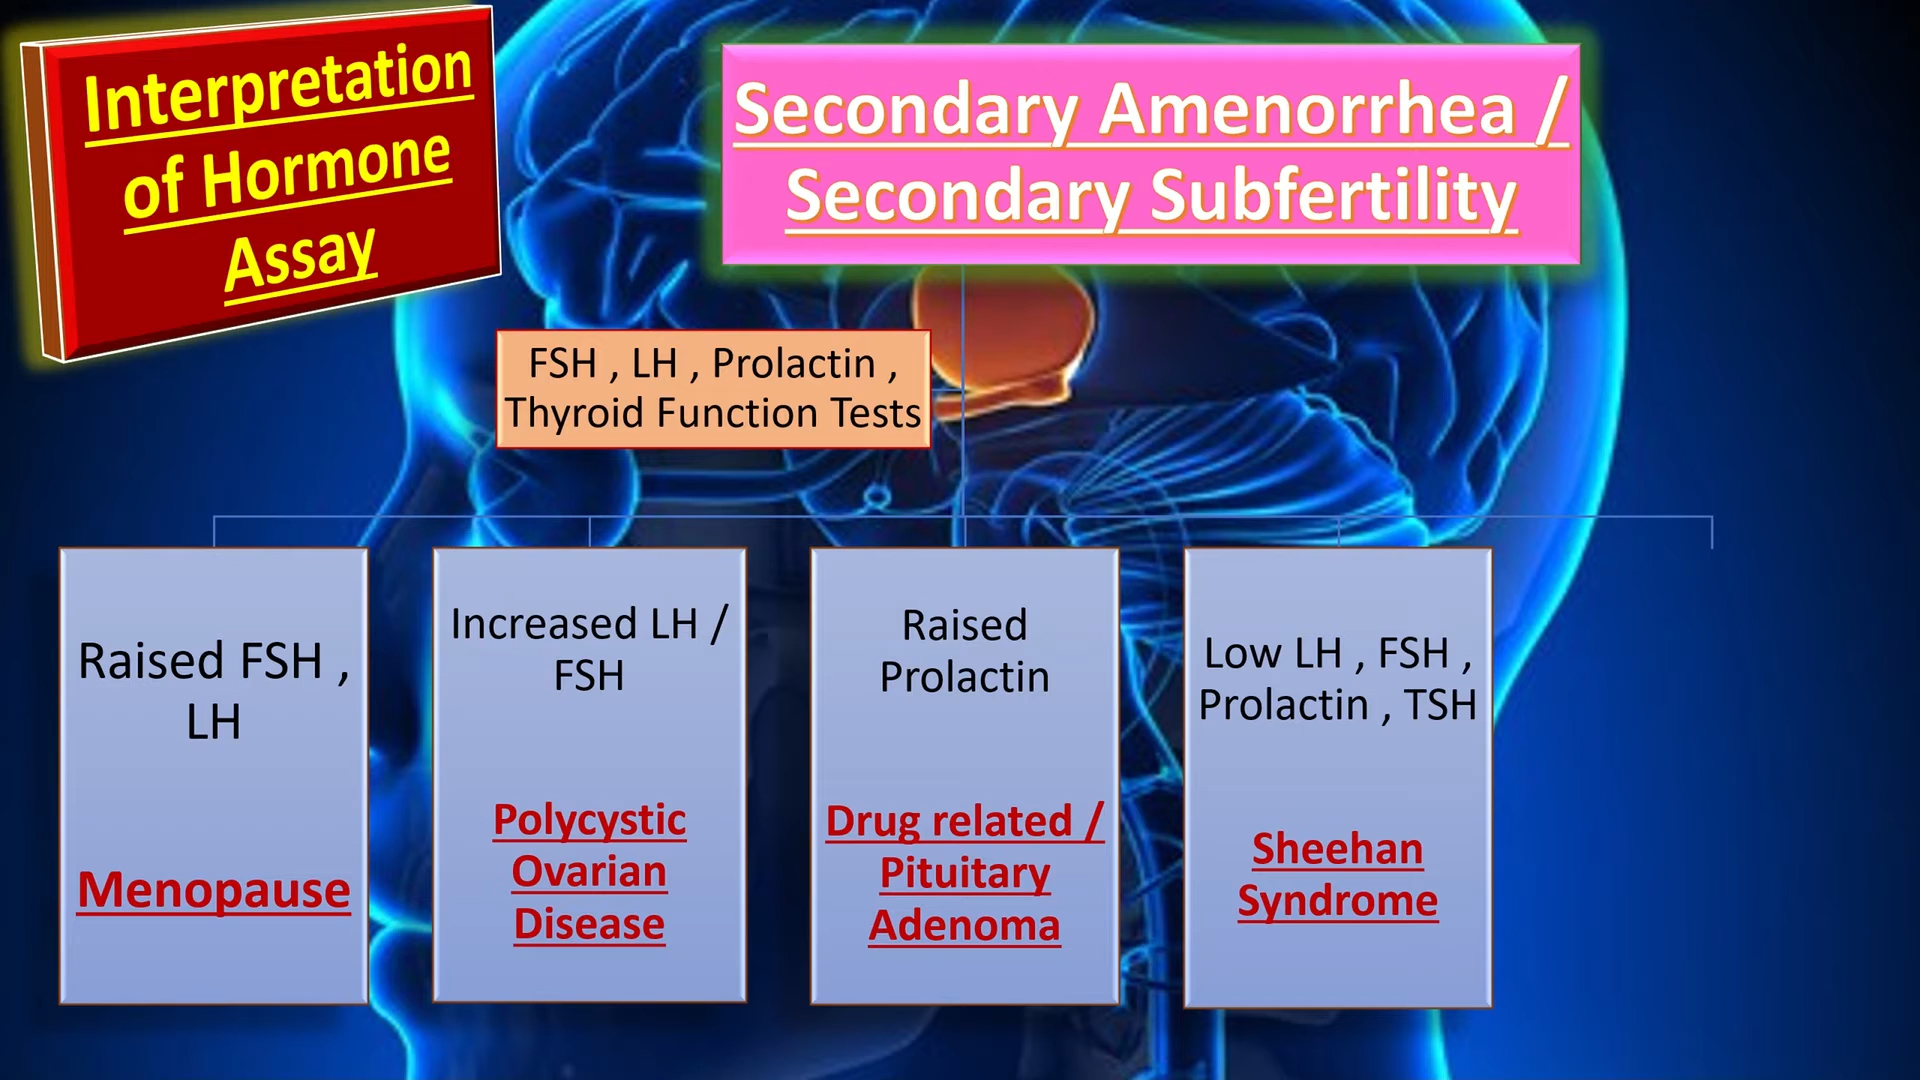 Interpretation
of Hormone
Assay
Secondary Amenorrhea /
Secondary Subfertility
FSH , LH , Prolactin ,
Thyroid Function Tests
Raised FSH ,
LH
Menopause
Increased LH /
FSH
Polycystic
Ovarian
Disease
Raised
Prolactin
Drug related /
Pituitary
Adenoma
Low LH , FSH ,
Prolactin , TSH
Sheehan
Syndrome